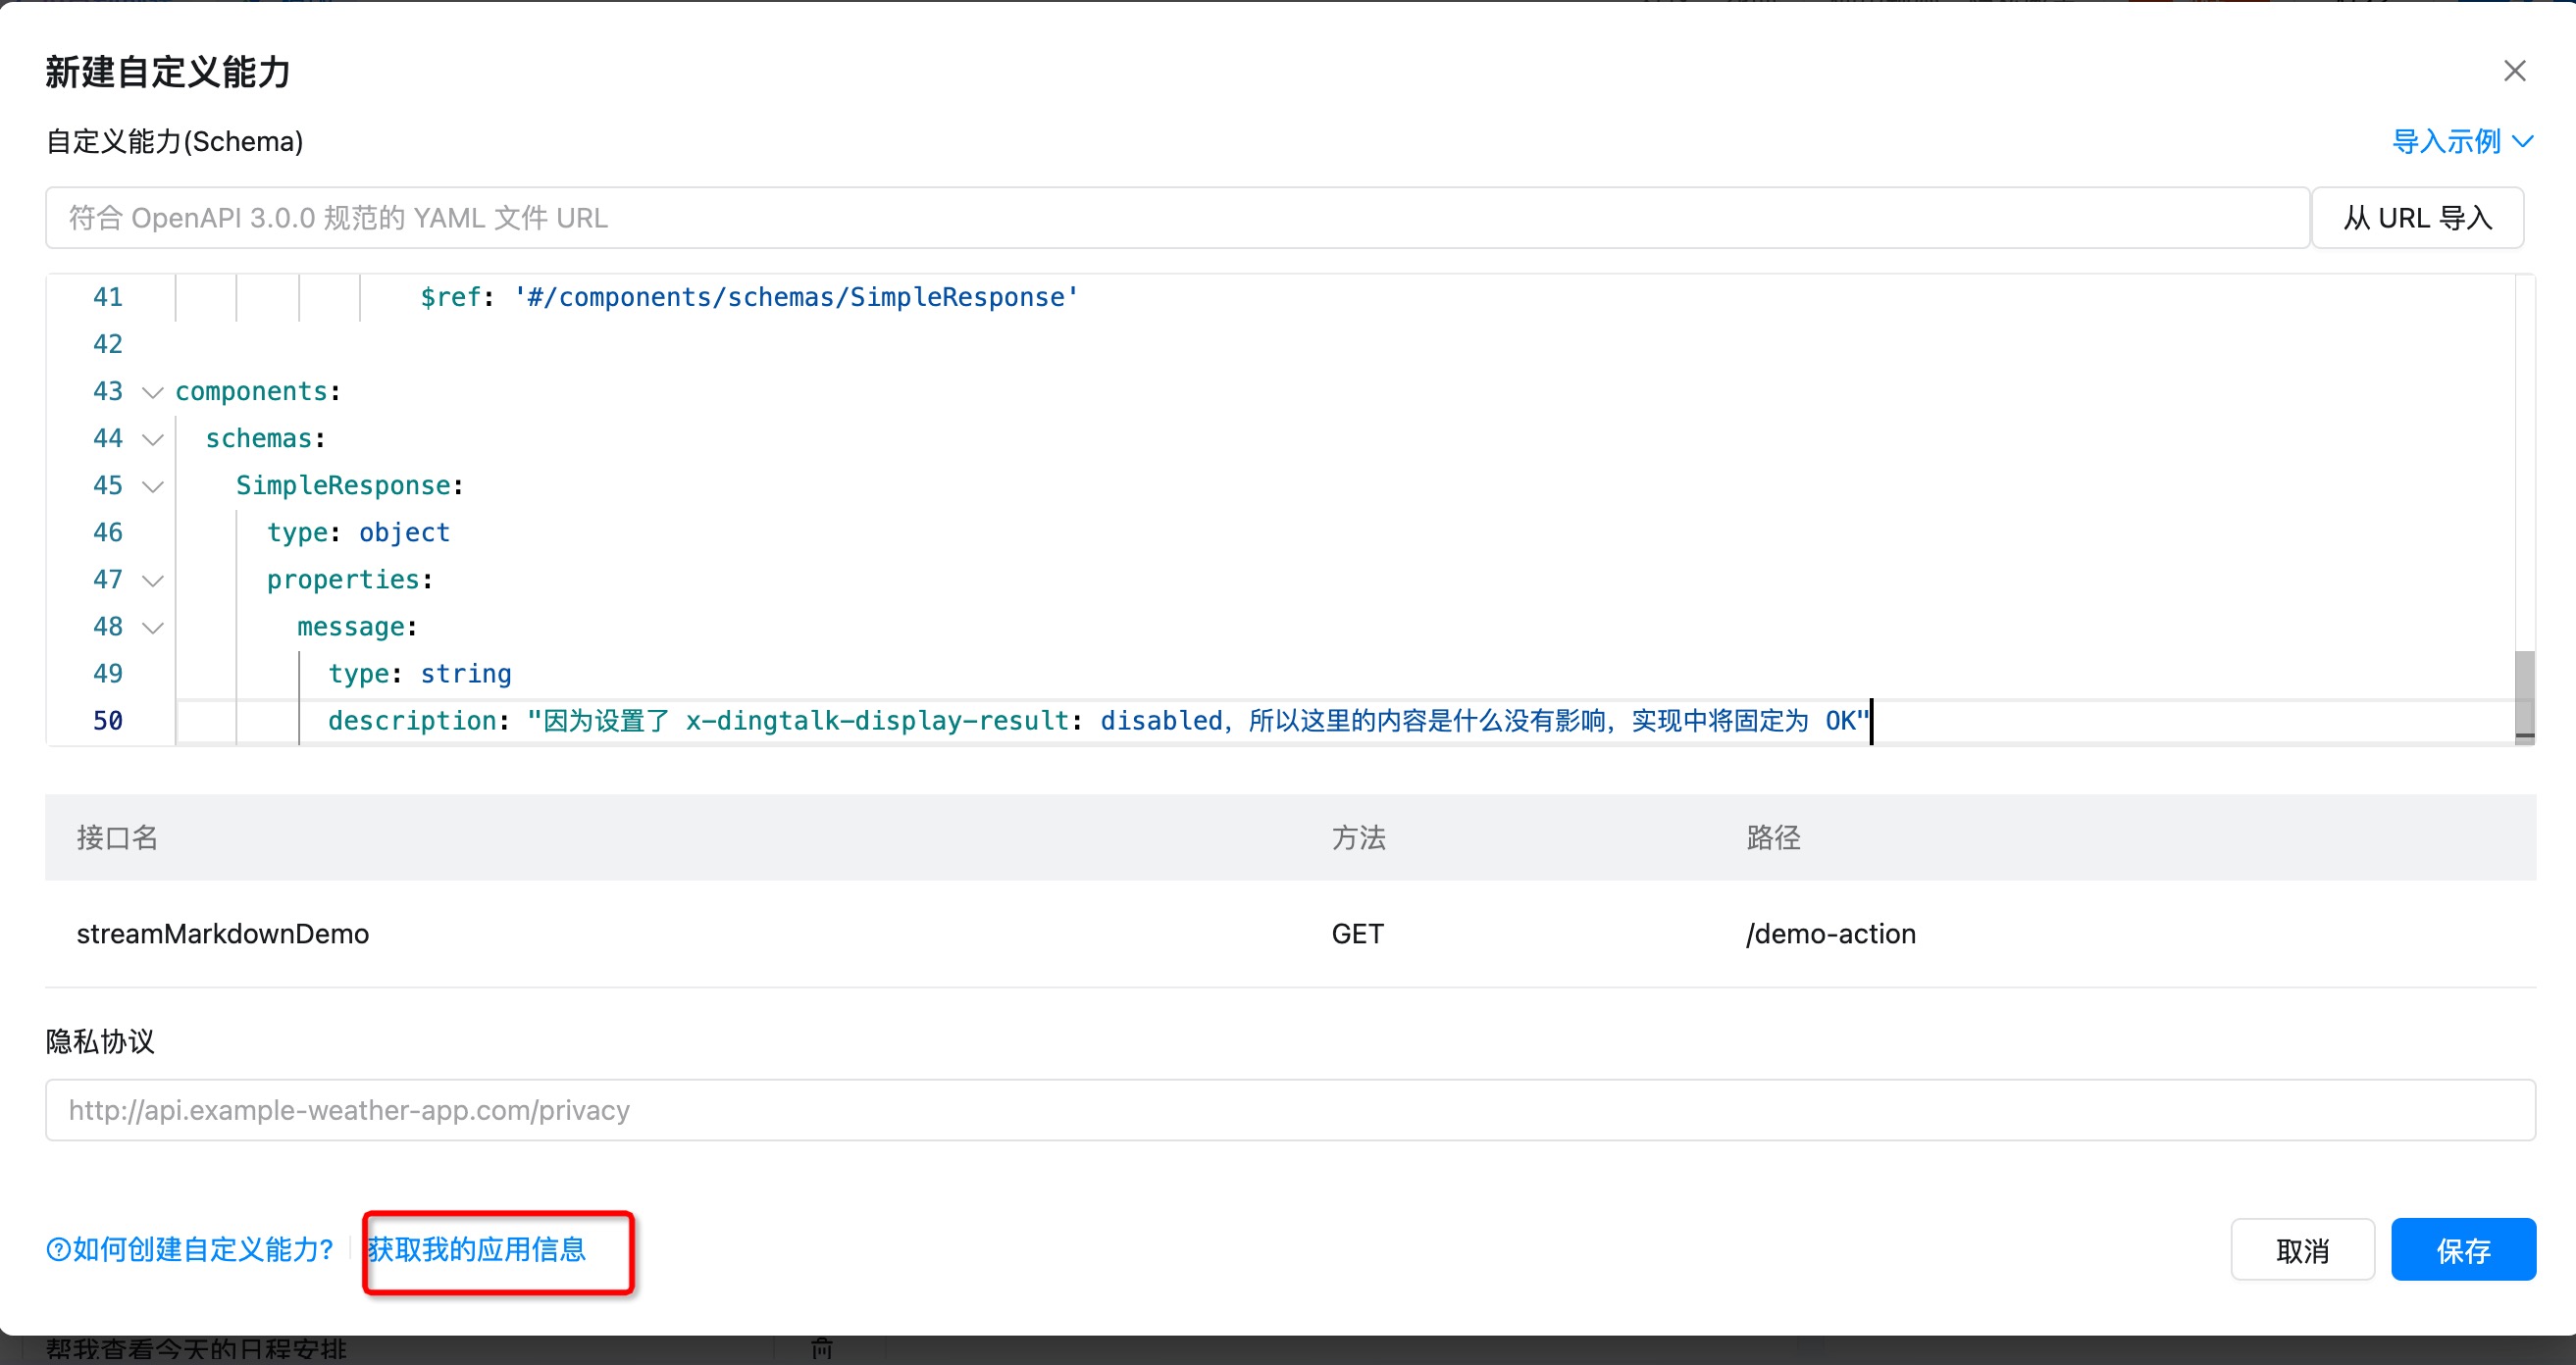 新建自定义能力
自定义能力(Schema)
导入示例
符合 OpenAPI 3.0.0 规范的 YAML 文件 URL
从 URL 导入
41 $ref: '#/components/schemas/SimpleResponse'
42
43 components:
44 schemas:
45 SimpleResponse:
46 type: object
47 properties:
48 message:
49 type: string
50 description: "因为设置了 x-dingtalk-display-result: disabled，所以这里的内容是什么没有影响，实现中将固定为 OK"
接口名 方法 路径
streamMarkdownDemo GET /demo-action
隐私协议
http://api.example-weather-app.com/privacy
如何创建自定义能力?
获取我的应用信息
取消
保存
帮我查看今天的日程安排